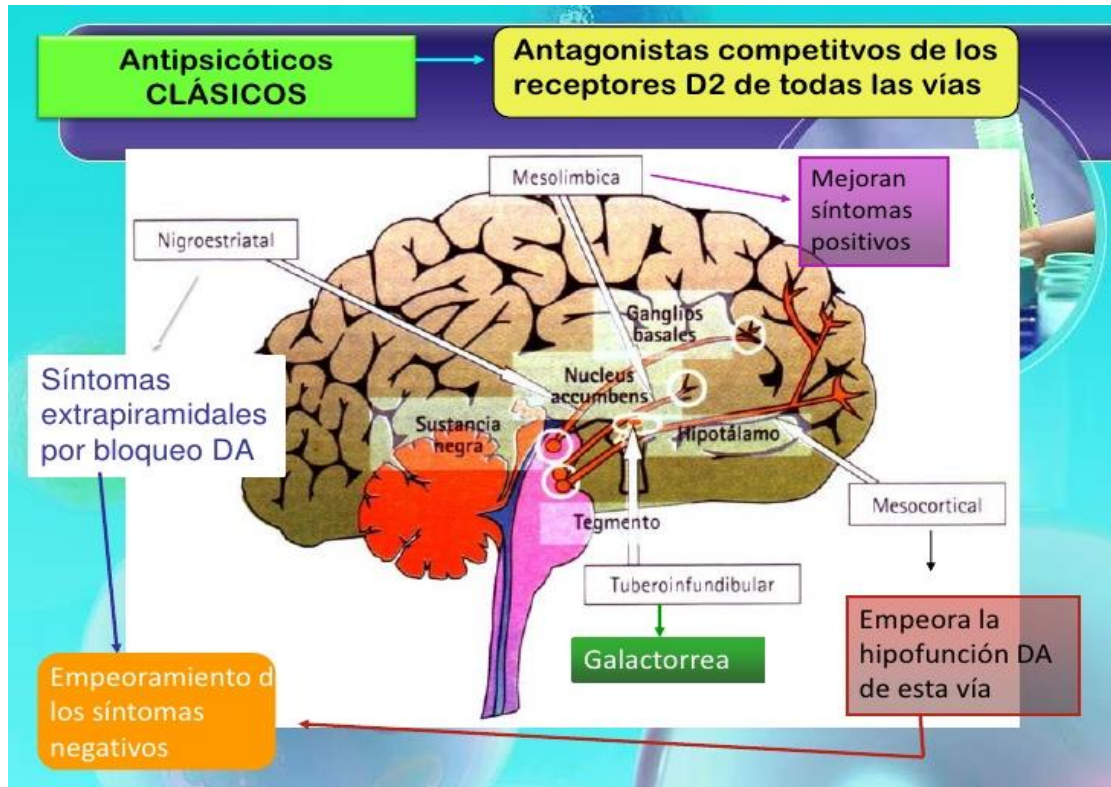 Antipsicóticos
CLÁSICOS
Antagonistas competitvos de los
receptores D2 de todas las vías
Mesolimbica
Mejoran
síntomas
positivos
Nigroestriatal
Ganglios
basales
Nucleus
accumbens
Síntomas
extrapiramidales
por bloqueo DA
Sustancia
negra
Hipotálamo
Mesocortical
Tegmento
Tuberoinfundibular
Galactorrea
Empeora la
hipofunción DA
de esta vía
Empeoramiento d
los síntomas
negativos